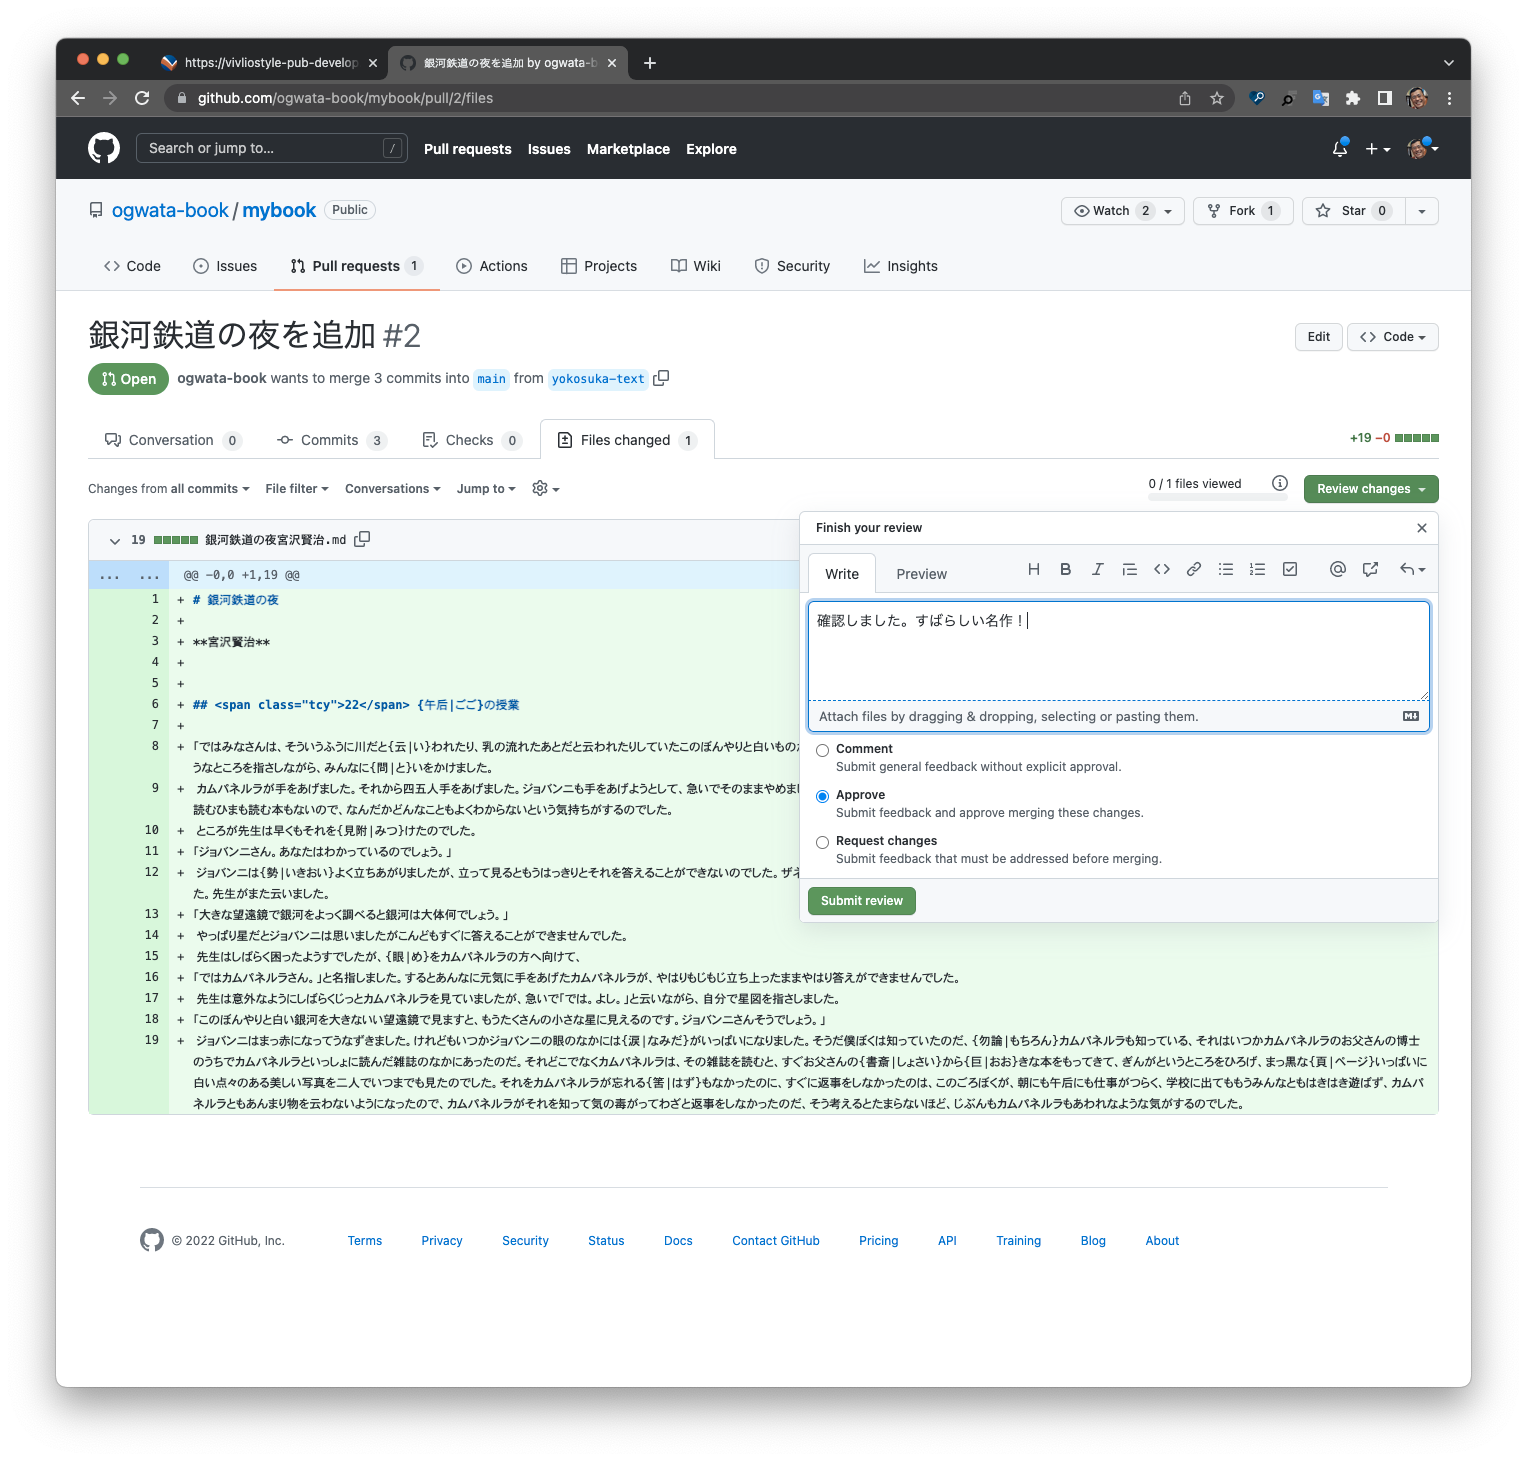 https://vivliostyle-pub-develop
銀河鉄道の夜を追加 by ogwata-b
github.com/ogwata-book/mybook/pull/2/files
Search or jump to... /
Pull requests Issues Marketplace Explore
ogwata-book / mybook Public
Watch 2 Fork 1 Star 0
Code Issues Pull requests 1 Actions Projects Wiki Security Insights
銀河鉄道の夜を追加 #2
Edit Code
Open ogwata-book wants to merge 3 commits into main from yokosuka-text
Conversation 0 Commits 3 Checks 0 Files changed 1
+19 −0
Changes from all commits File filter Conversations Jump to
0 / 1 files viewed Review changes
19 銀河鉄道の夜宮沢賢治.md
... ... @@ -0,0 +1,19 @@
1 + # 銀河鉄道の夜
2 +
3 + **宮沢賢治**
4 +
5 +
6 + ## <span class="tcy">22</span> {午后|ごご}の授業
7 +
8 + 「ではみなさんは、そういうふうに川だと{云|い}われたり、乳の流れたあとだと云われたりしていたこのぼんやりと白いもの
うなところを指さしながら、みんなに{問|と}いをかけました。
9 + カムパネルラが手をあげました。それから四五人手をあげました。ジョバンニも手をあげようとして、急いでそのままやめまし
読むひまも読む本もないので、なんだかどんなこともよくわからないという気持ちがするのでした。
10 + ところが先生は早くもそれを{見附|みつ}けたのでした。
11 + 「ジョバンニさん。あなたはわかっているのでしょう。」
12 + ジョバンニは{勢|いきおい}よく立ちあがりましたが、立って見るともうはっきりとそれを答えることができないのでした。ザネ
た。先生がまた云いました。
13 + 「大きな望遠鏡で銀河をよっく調べると銀河は大体何でしょう。」
14 + やっぱり星だとジョバンニは思いましたがこんどもすぐに答えることができませんでした。
15 + 先生はしばらく困ったようすでしたが、{眼|め}をカムパネルラの方へ向けて、
16 + 「ではカムパネルラさん。」と名指しました。するとあんなに元気に手をあげたカムパネルラが、やはりもじもじ立ち上ったままやはり答えができませんでした。
17 + 先生は意外なようにしばらくじっとカムパネルラを見ていましたが、急いで「では。よし。」と云いながら、自分で星図を指さしました。
18 + 「このぼんやりと白い銀河を大きないい望遠鏡で見ますと、もうたくさんの小さな星に見えるのです。ジョバンニさんそうでしょう。」
19 + ジョバンニはまっ赤になってうなずきました。けれどもいつかジョバンニの眼のなかには{涙|なみだ}がいっぱいになりました。そうだ僕ぼくは知っていたのだ、{勿論|もちろん}カムパネルラも知っている、それはいつかカムパネルラのお父さんの博士
のうちでカムパネルラといっしょに読んだ雑誌のなかにあったのだ。それどこでなくカムパネルラは、その雑誌を読むと、すぐお父さんの{書斎|しょさい}から{巨|おお}きな本をもってきて、ぎんがというところをひろげ、まっ黒な{頁|ページ}いっぱいに
白い点々のある美しい写真を二人でいつまでも見たのでした。それをカムパネルラが忘れる{筈|はず}もなかったのに、すぐに返事をしなかったのは、このごろぼくが、朝にも午后にも仕事がつらく、学校に出てももうみんなともはきはき遊ばず、カムパ
ネルラともあんまり物を云わないようになったので、カムパネルラがそれを知って気の毒がってわざと返事をしなかったのだ、そう考えるとたまらないほど、じぶんもカムパネルラもあわれなような気がするのでした。
Finish your review
Write Preview
確認しました。すばらしい名作！
Attach files by dragging & dropping, selecting or pasting them.
Comment
Submit general feedback without explicit approval.
Approve
Submit feedback and approve merging these changes.
Request changes
Submit feedback that must be addressed before merging.
Submit review
© 2022 GitHub, Inc. Terms Privacy Security Status Docs Contact GitHub Pricing API Training Blog About